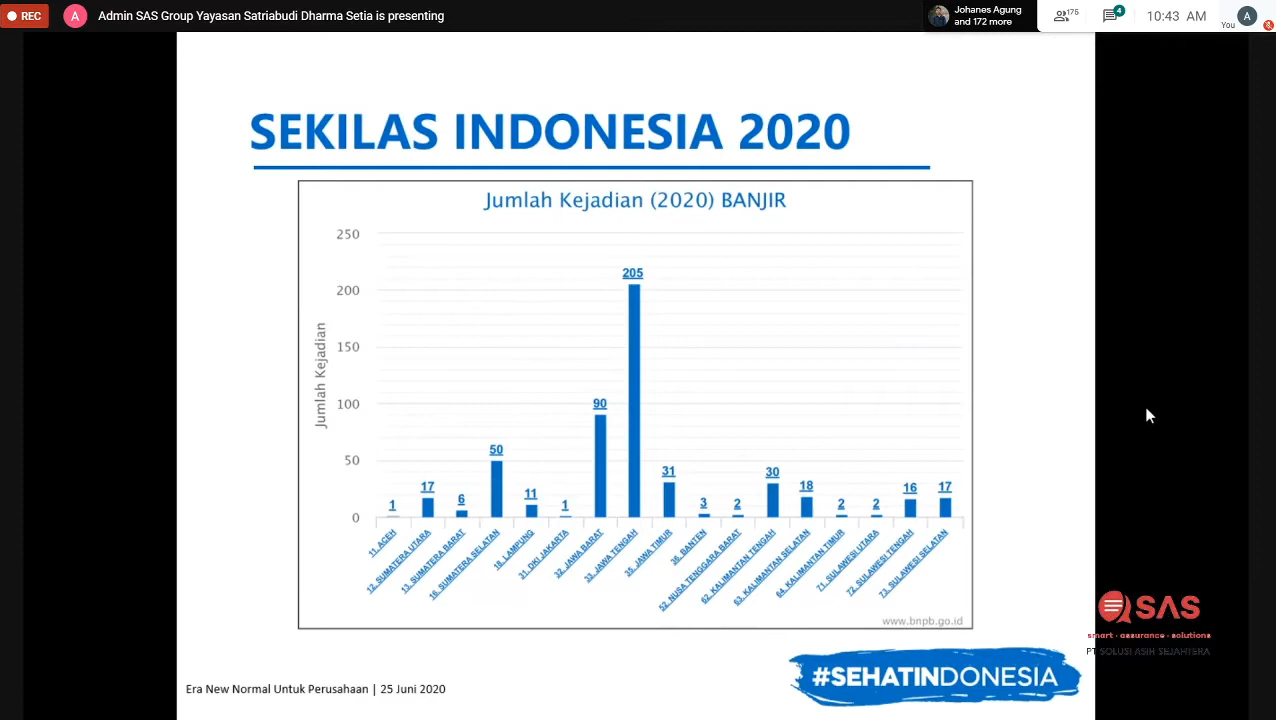 REC
A
Admin SAS Group Yayasan Satriabudi Dharma Setia is presenting
Johanes Agung
and 172 more
175
4
10:43 AM
You
A
SEKILAS INDONESIA 2020
Jumlah Kejadian (2020) BANJIR
Jumlah Kejadian
250
200
150
100
50
0
1
17
6
50
11
1
90
205
31
3
2
30
18
2
2
16
17
11. ACEH
12. SUMATERA UTARA
13. SUMATERA BARAT
16. SUMATERA SELATAN
18. LAMPUNG
31. DKI JAKARTA
32. JAWA BARAT
33. JAWA TENGAH
35. JAWA TIMUR
36. BANTEN
52. NUSA TENGGARA BARAT
62. KALIMANTAN TENGAH
63. KALIMANTAN SELATAN
64. KALIMANTAN TIMUR
71. SULAWESI UTARA
72. SULAWESI TENGAH
73. SULAWESI SELATAN
www.bnpb.go.id
SAS
smart · assurance · solutions
PT SOLUSI ASIH SEJAHTERA
#SEHATINDONESIA
Era New Normal Untuk Perusahaan | 25 Juni 2020